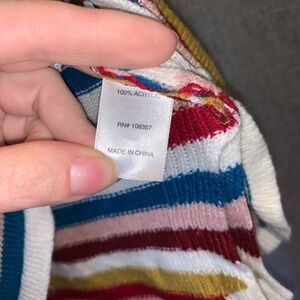 100% ACRYLIC
RN# 106357
MADE IN CHINA